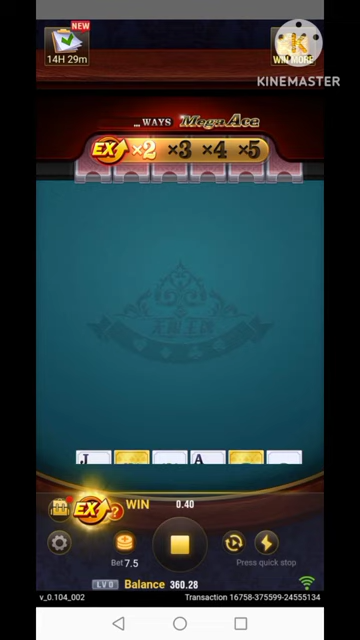 NEW
14H 29m
WIN MORE
KINEMASTER
...WAYS MegaAce
EX ×2 ×3 ×4 ×5
J A
EX ?
WIN 0.40
Bet 7.5
Press quick stop
LV 0 Balance 360.28
v_0.104_002
Transaction 16758-375599-24555134